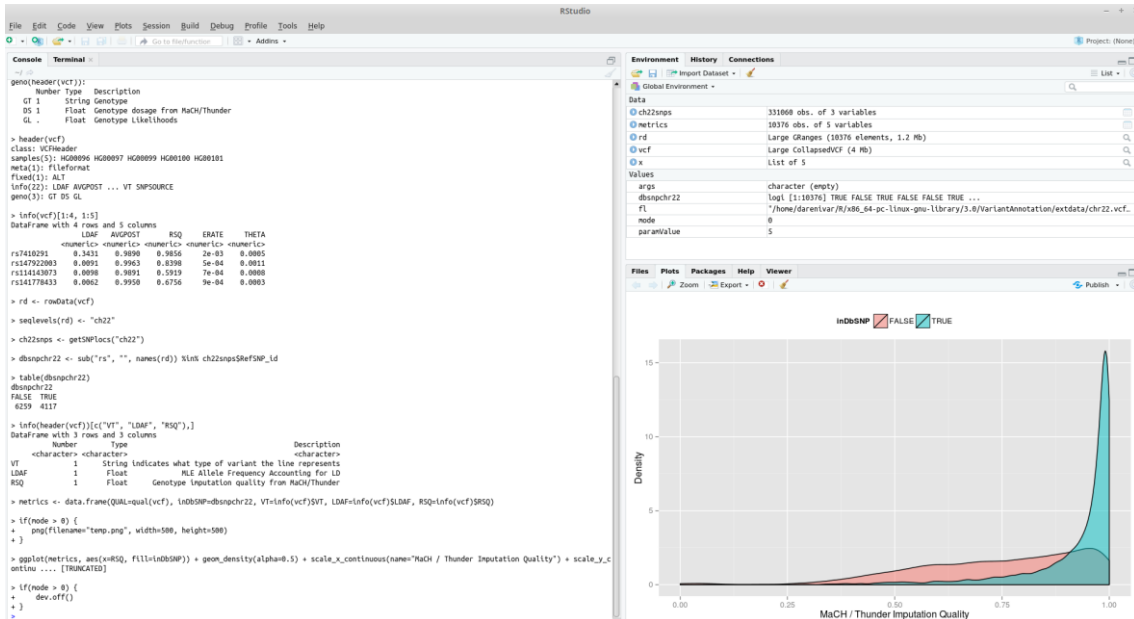 RStudio
File Edit Code View Plots Session Build Debug Profile Tools Help
Go to file/function Addins Project: (None)
Console Terminal
geno(header(vcf)):
Number Type Description
GT 1 String Genotype
DS 1 Float Genotype dosage from MaCH/Thunder
GL . Float Genotype Likelihoods
> header(vcf)
class: VCFHeader
samples(5): HG00096 HG00097 HG00099 HG00100 HG00101
meta(1): fileformat
fixed(1): ALT
info(22): LDAF AVGPOST ... VT SNPSOURCE
geno(3): GT DS GL
> info(vcf)[1:4, 1:5]
DataFrame with 4 rows and 5 columns
LDAF AVGPOST RSQ ERATE THETA
<numeric> <numeric> <numeric> <numeric> <numeric>
rs7410291 0.3431 0.9890 0.9856 2e-03 0.0005
rs147922003 0.0091 0.9963 0.8398 5e-04 0.0011
rs114143073 0.0098 0.9891 0.5919 7e-04 0.0008
rs141778433 0.0062 0.9950 0.6756 9e-04 0.0003
> rd <- rowData(vcf)
> seqlevels(rd) <- "ch22"
> ch22snps <- getSNPlocs("ch22")
> dbsnpchr22 <- sub("rs", "", names(rd)) %in% ch22snps$RefSNP_id
> table(dbsnpchr22)
dbsnpchr22
FALSE TRUE
6259 4117
> info(header(vcf))[c("VT", "LDAF", "RSQ"),]
DataFrame with 3 rows and 3 columns
Number Type Description
<character> <character> <character>
VT 1 String indicates what type of variant the line represents
LDAF 1 Float MLE Allele Frequency Accounting for LD
RSQ 1 Float Genotype imputation quality from MaCH/Thunder
> metrics <- data.frame(QUAL=qual(vcf), inDbSNP=dbsnpchr22, VT=info(vcf)$VT, LDAF=info(vcf)$LDAF, RSQ=info(vcf)$RSQ)
> if(mode > 0) {
+ png(filename="temp.png", width=500, height=500)
+ }
> ggplot(metrics, aes(x=RSQ, fill=inDbSNP)) + geom_density(alpha=0.5) + scale_x_continuous(name="MaCH / Thunder Imputation Quality") + scale_y_c
ontinu .... [TRUNCATED]
> if(mode > 0) {
+ dev.off()
+ }
>
Environment History Connections
Import Dataset List
Global Environment
Data
ch22snps 331060 obs. of 3 variables
metrics 10376 obs. of 5 variables
rd Large GRanges (10376 elements, 1.2 Mb)
vcf Large CollapsedVCF (4 Mb)
x List of 5
Values
args character (empty)
dbsnpchr22 logi [1:10376] TRUE FALSE TRUE FALSE FALSE TRUE ...
fl "/home/darenivar/R/x86_64-pc-linux-gnu-library/3.0/VariantAnnotation/extdata/chr22.vcf…
mode 0
paramValue 5
Files Plots Packages Help Viewer
Zoom Export Publish
inDbSNP FALSE TRUE
15
10
5
0
Density
0.00 0.25 0.50 0.75 1.00
MaCH / Thunder Imputation Quality